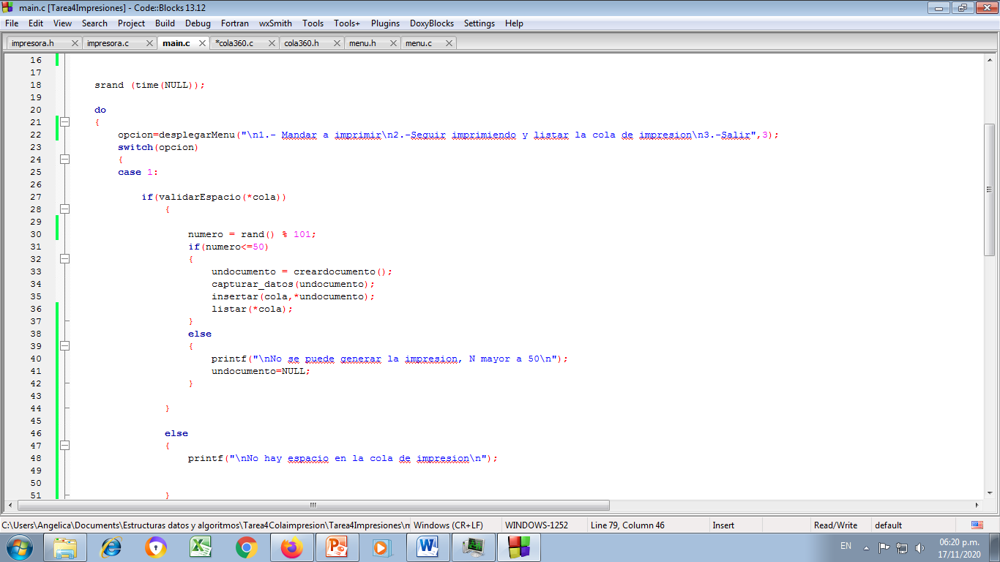 main.c [Tarea4Impresiones] - Code::Blocks 13.12
File Edit View Search Project Build Debug Fortran wxSmith Tools Tools+ Plugins DoxyBlocks Settings Help
impresora.h impresora.c main.c *cola360.c cola360.h menu.h menu.c
16
17
18 srand (time(NULL));
19
20 do
21 {
22 opcion=desplegarMenu("\n1.- Mandar a imprimir\n2.-Seguir imprimiendo y listar la cola de impresion\n3.-Salir",3);
23 switch(opcion)
24 {
25 case 1:
26
27 if(validarEspacio(*cola))
28 {
29
30 numero = rand() % 101;
31 if(numero<=50)
32 {
33 undocumento = creardocumento();
34 capturar_datos(undocumento);
35 insertar(cola,*undocumento);
36 listar(*cola);
37 }
38 else
39 {
40 printf("\nNo se puede generar la impresion, N mayor a 50\n");
41 undocumento=NULL;
42 }
43
44 }
45
46 else
47 {
48 printf("\nNo hay espacio en la cola de impresion\n");
49
50
51 }
C:\Users\Angelica\Documents\Estructuras datos y algoritmos\Tarea4Colaimpresion\Tarea4Impresiones\m Windows (CR+LF) WINDOWS-1252 Line 79, Column 46 Insert Read/Write default
EN 06:20 p.m.
17/11/2020